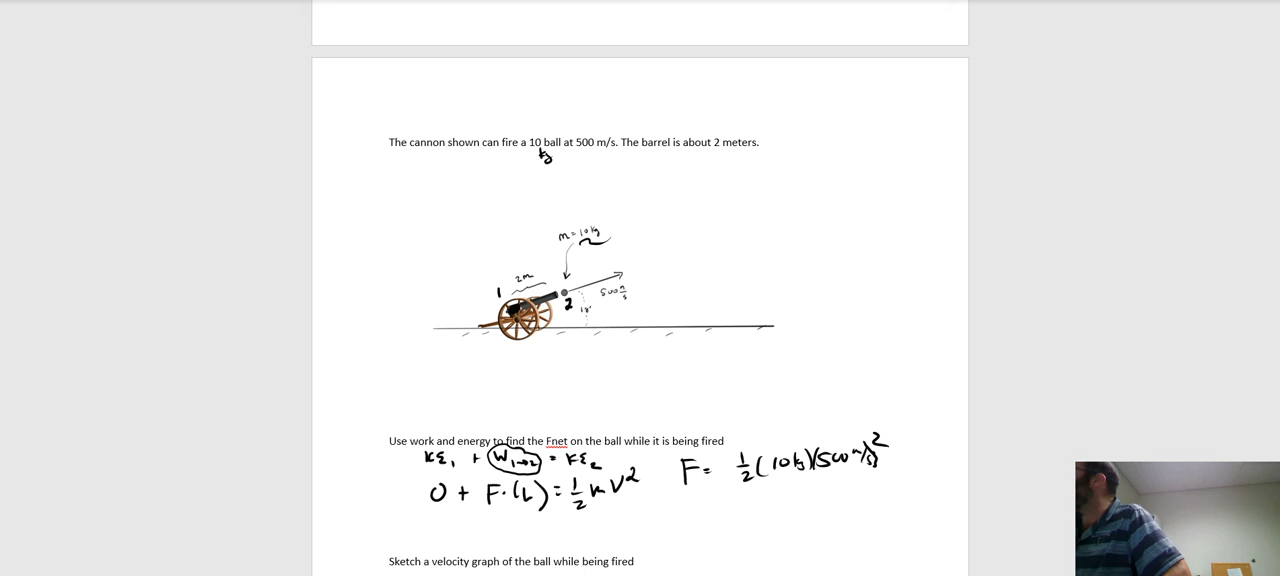 The cannon shown can fire a 10 ball at 500 m/s. The barrel is about 2 meters.
kg
m = 10 kg
2m
1
500 m/s
2
Use work and energy to find the Fnet on the ball while it is being fired
KE₁ + W₁→₂ = KE₂
0 + F·(L) = ½ m V²
F = ½(10 kg)(500 m/s)²
Sketch a velocity graph of the ball while being fired